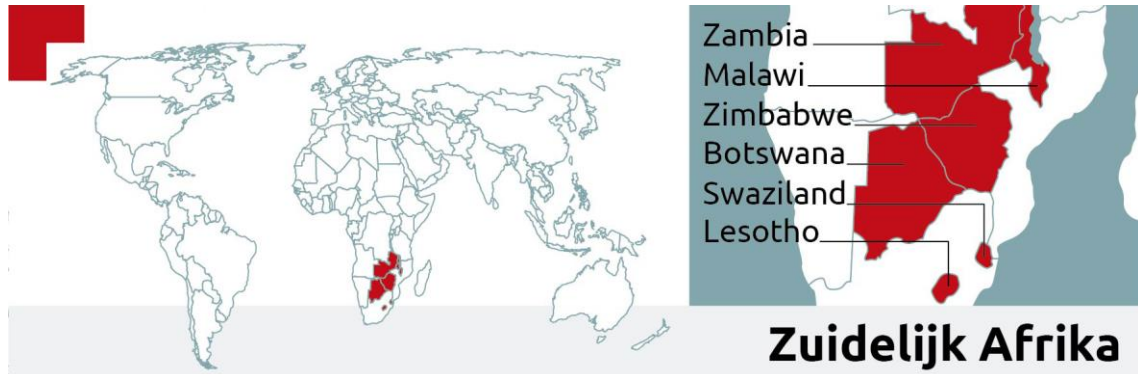 Zambia
Malawi
Zimbabwe
Botswana
Swaziland
Lesotho
Zuidelijk Afrika